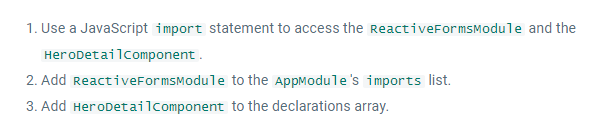 1. Use a JavaScript import statement to access the ReactiveFormsModule and the
HeroDetailComponent.
2. Add ReactiveFormsModule to the AppModule's imports list.
3. Add HeroDetailComponent to the declarations array.